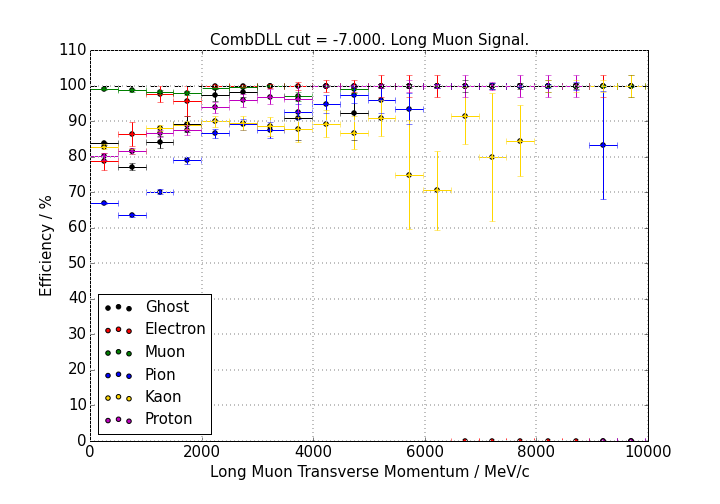 CombDLL cut = -7.000. Long Muon Signal.
110
100
90
80
70
60
50
40
30
20
10
0
Efficiency / %
Ghost
Electron
Muon
Pion
Kaon
Proton
0 2000 4000 6000 8000 10000
Long Muon Transverse Momentum / MeV/c